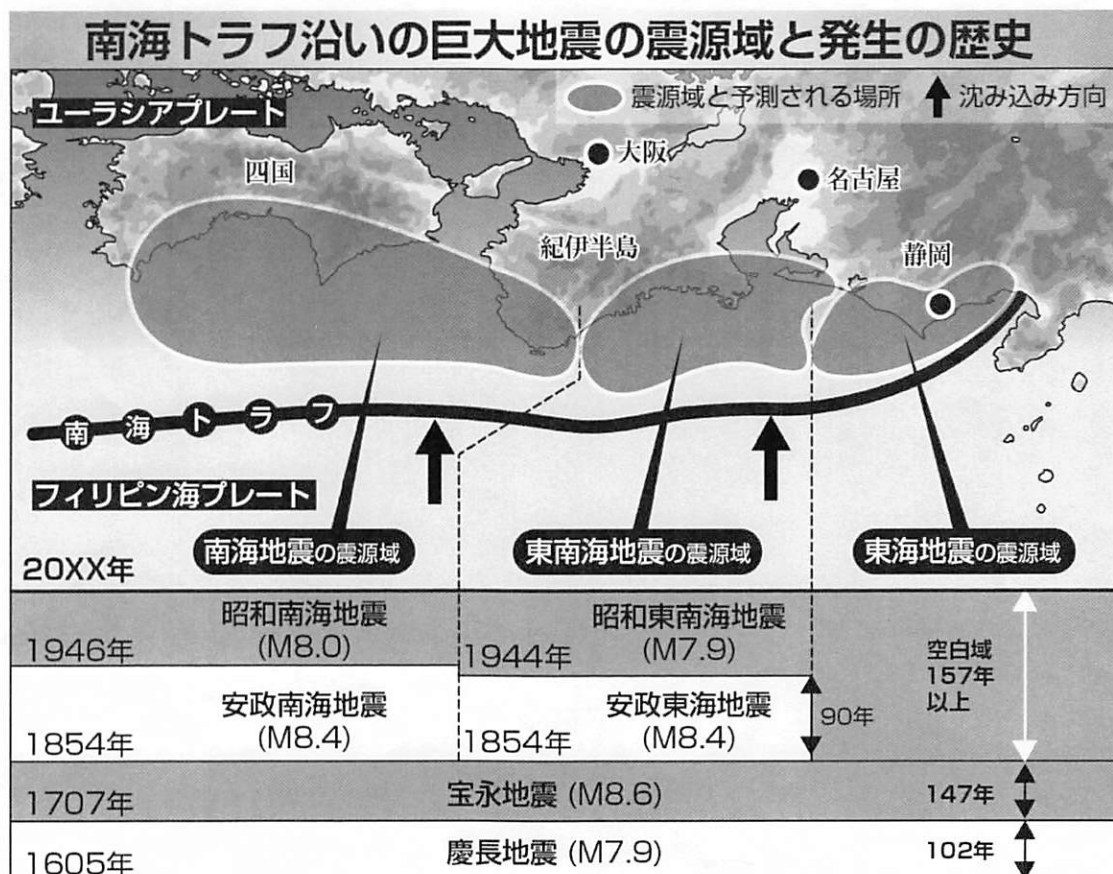 南海トラフ沿いの巨大地震の震源域と発生の歴史
ユーラシアプレート
震源域と予測される場所
沈み込み方向
大阪
四国
名古屋
紀伊半島
静岡
南海トラフ
フィリピン海プレート
南海地震の震源域
東南海地震の震源域
東海地震の震源域
20XX年
昭和南海地震
(M8.0)
1946年
昭和東南海地震
(M7.9)
1944年
空白域
157年
以上
安政南海地震
(M8.4)
1854年
安政東海地震
(M8.4)
1854年
90年
1707年
宝永地震 (M8.6)
147年
1605年
慶長地震 (M7.9)
102年